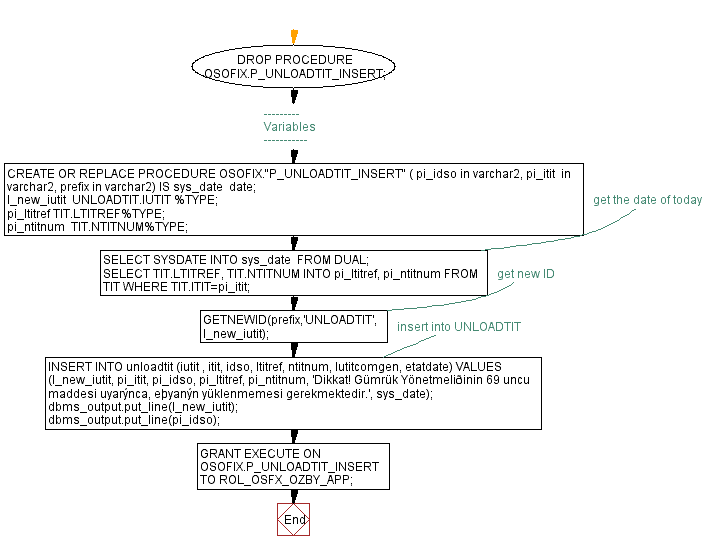 DROP PROCEDURE
OSOFIX.P_UNLOADTIT_INSERT;
---------
Variables
-----------
CREATE OR REPLACE PROCEDURE OSOFIX."P_UNLOADTIT_INSERT" ( pi_idso in varchar2, pi_itit in
varchar2, prefix in varchar2) IS sys_date date;
l_new_iutit UNLOADTIT.IUTIT %TYPE;
pi_ltitref TIT.LTITREF%TYPE;
pi_ntitnum TIT.NTITNUM%TYPE;
get the date of today
SELECT SYSDATE INTO sys_date FROM DUAL;
SELECT TIT.LTITREF, TIT.NTITNUM INTO pi_ltitref, pi_ntitnum FROM
TIT WHERE TIT.ITIT=pi_itit;
get new ID
GETNEWID(prefix,'UNLOADTIT',
l_new_iutit);
insert into UNLOADTIT
INSERT INTO unloadtit (iutit , itit, idso, ltitref, ntitnum, lutitcomgen, etatdate) VALUES
(l_new_iutit, pi_itit, pi_idso, pi_ltitref, pi_ntitnum, 'Dikkat! Gümrük Yönetmeliðinin 69 uncu
maddesi uyarýnca, eþyanýn yüklenmemesi gerekmektedir.', sys_date);
dbms_output.put_line(l_new_iutit);
dbms_output.put_line(pi_idso);
GRANT EXECUTE ON
OSOFIX.P_UNLOADTIT_INSERT
TO ROL_OSFX_OZBY_APP;
End